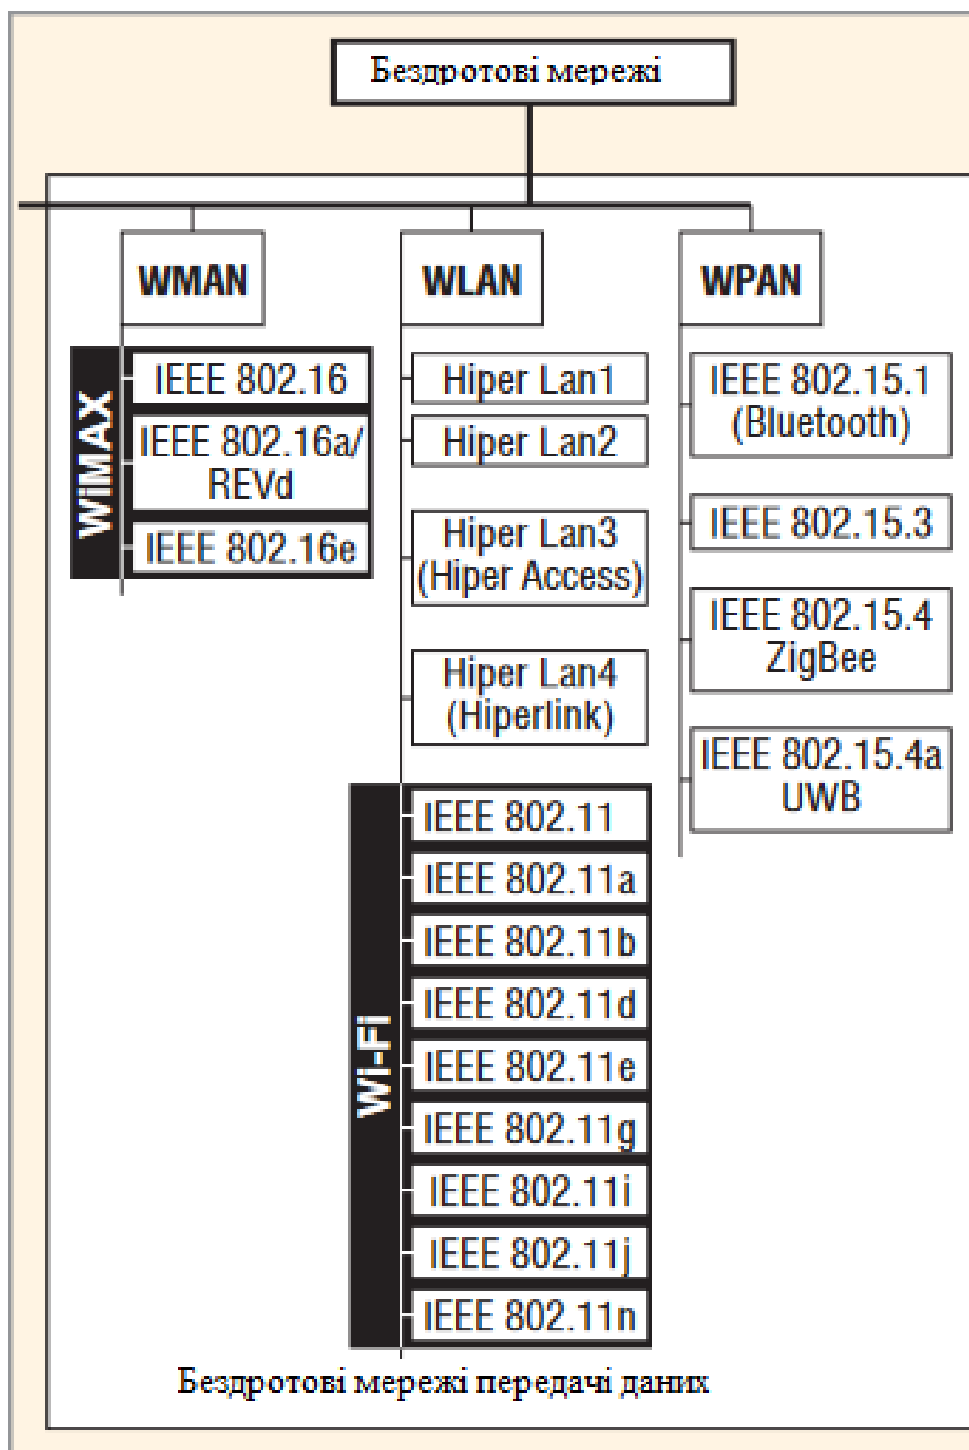 Бездротові мережі
WMAN
WiMAX
IEEE 802.16
IEEE 802.16a/
REVd
IEEE 802.16e
WLAN
Hiper Lan1
Hiper Lan2
Hiper Lan3
(Hiper Access)
Hiper Lan4
(Hiperlink)
Wi-Fi
IEEE 802.11
IEEE 802.11a
IEEE 802.11b
IEEE 802.11d
IEEE 802.11e
IEEE 802.11g
IEEE 802.11i
IEEE 802.11j
IEEE 802.11n
WPAN
IEEE 802.15.1
(Bluetooth)
IEEE 802.15.3
IEEE 802.15.4
ZigBee
IEEE 802.15.4a
UWB
Бездротові мережі передачі даних